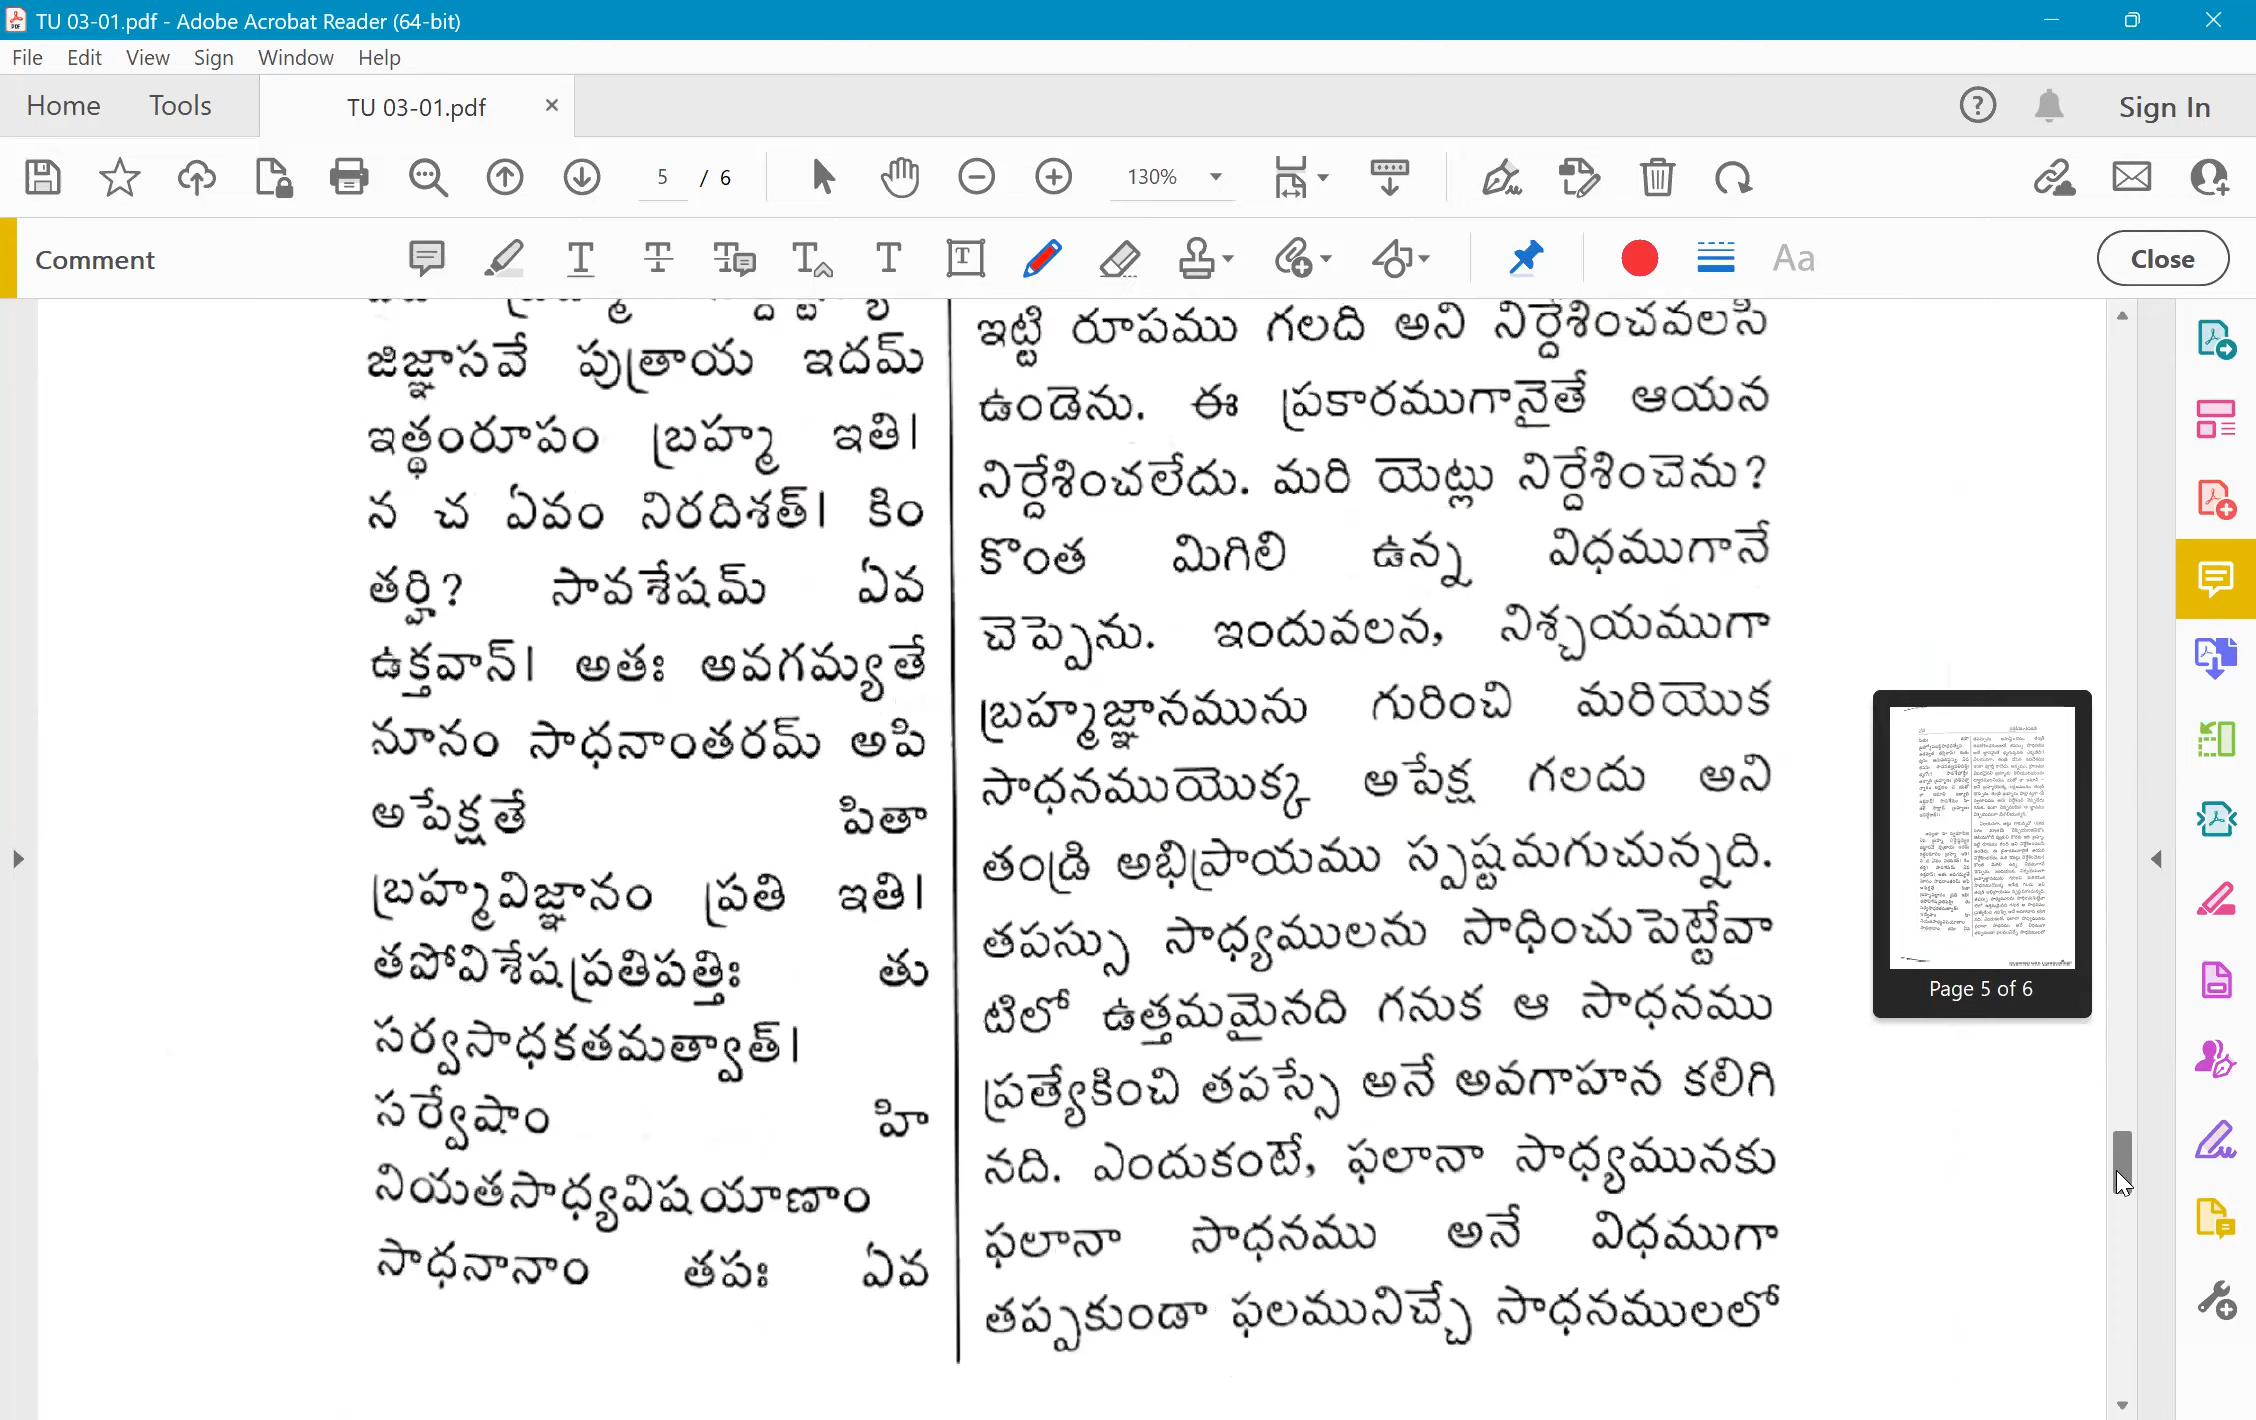 TU 03-01.pdf - Adobe Acrobat Reader (64-bit)
File Edit View Sign Window Help
Home Tools TU 03-01.pdf Sign In
5 / 6 130%
Comment Aa Close
జిజ్ఞాసవే పుత్రాయ ఇదమ్
ఇత్థంరూపం బ్రహ్మ ఇతి।
న చ ఏవం నిరదిశత్। కిం
తర్హి? సావశేషమ్ ఏవ
ఉక్తవాన్। అతః అవగమ్యతే
నూనం సాధనాంతరమ్ అపి
అపేక్షతే పితా
బ్రహ్మవిజ్ఞానం ప్రతి ఇతి।
తపోవిశేషప్రతిపత్తిః తు
సర్వసాధకతమత్వాత్।
సర్వేషాం హి
నియతసాధ్యవిషయాణాం
సాధనానాం తపః ఏవ
ఇట్టి రూపము గలది అని నిర్దేశించవలసి
ఉండెను. ఈ ప్రకారముగానైతే ఆయన
నిర్దేశించలేదు. మరి యెట్లు నిర్దేశించెను?
కొంత మిగిలి ఉన్న విధముగానే
చెప్పెను. ఇందువలన, నిశ్చయముగా
బ్రహ్మజ్ఞానమును గురించి మరియొక
సాధనముయొక్క అపేక్ష గలదు అని
తండ్రి అభిప్రాయము స్పష్టమగుచున్నది.
తపస్సు సాధ్యములను సాధించుపెట్టేవా
టిలో ఉత్తమమైనది గనుక ఆ సాధనము
ప్రత్యేకించి తపస్సే అనే అవగాహన కలిగి
నది. ఎందుకంటే, ఫలానా సాధ్యమునకు
ఫలానా సాధనము అనే విధముగా
తప్పకుండా ఫలమునిచ్చే సాధనములలో
Page 5 of 6